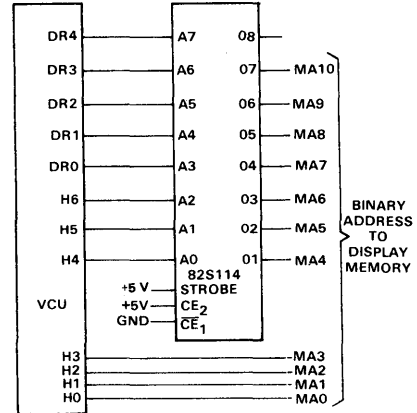 DR4 A7 08
DR3 A6 07 MA10
DR2 A5 06 MA9
DR1 A4 05 MA8
DR0 A3 04 MA7
H6 A2 03 MA6
H5 A1 02 MA5
H4 A0 01 MA4
BINARY
ADDRESS
TO
DISPLAY
MEMORY
82S114
+5 V STROBE
+5V CE2
GND CE1
VCU
H3 MA3
H2 MA2
H1 MA1
H0 MA0